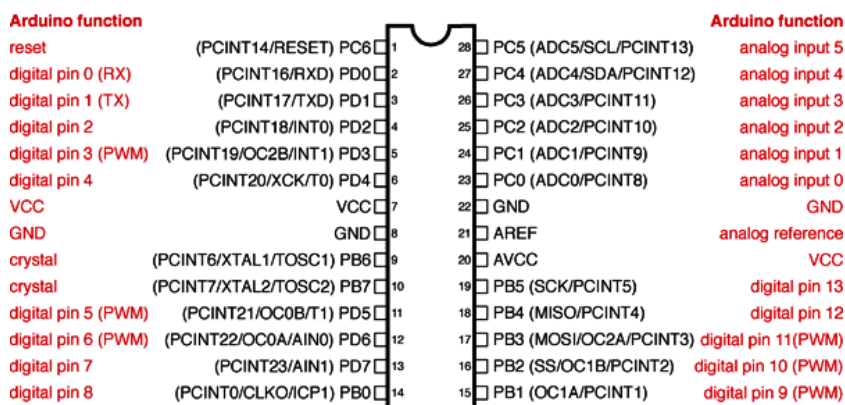 Arduino function Arduino function
reset (PCINT14/RESET) PC6 1 28 PC5 (ADC5/SCL/PCINT13) analog input 5
digital pin 0 (RX) (PCINT16/RXD) PD0 2 27 PC4 (ADC4/SDA/PCINT12) analog input 4
digital pin 1 (TX) (PCINT17/TXD) PD1 3 26 PC3 (ADC3/PCINT11) analog input 3
digital pin 2 (PCINT18/INT0) PD2 4 25 PC2 (ADC2/PCINT10) analog input 2
digital pin 3 (PWM) (PCINT19/OC2B/INT1) PD3 5 24 PC1 (ADC1/PCINT9) analog input 1
digital pin 4 (PCINT20/XCK/T0) PD4 6 23 PC0 (ADC0/PCINT8) analog input 0
VCC VCC 7 22 GND GND
GND GND 8 21 AREF analog reference
crystal (PCINT6/XTAL1/TOSC1) PB6 9 20 AVCC VCC
crystal (PCINT7/XTAL2/TOSC2) PB7 10 19 PB5 (SCK/PCINT5) digital pin 13
digital pin 5 (PWM) (PCINT21/OC0B/T1) PD5 11 18 PB4 (MISO/PCINT4) digital pin 12
digital pin 6 (PWM) (PCINT22/OC0A/AIN0) PD6 12 17 PB3 (MOSI/OC2A/PCINT3) digital pin 11(PWM)
digital pin 7 (PCINT23/AIN1) PD7 13 16 PB2 (SS/OC1B/PCINT2) digital pin 10 (PWM)
digital pin 8 (PCINT0/CLKO/ICP1) PB0 14 15 PB1 (OC1A/PCINT1) digital pin 9 (PWM)